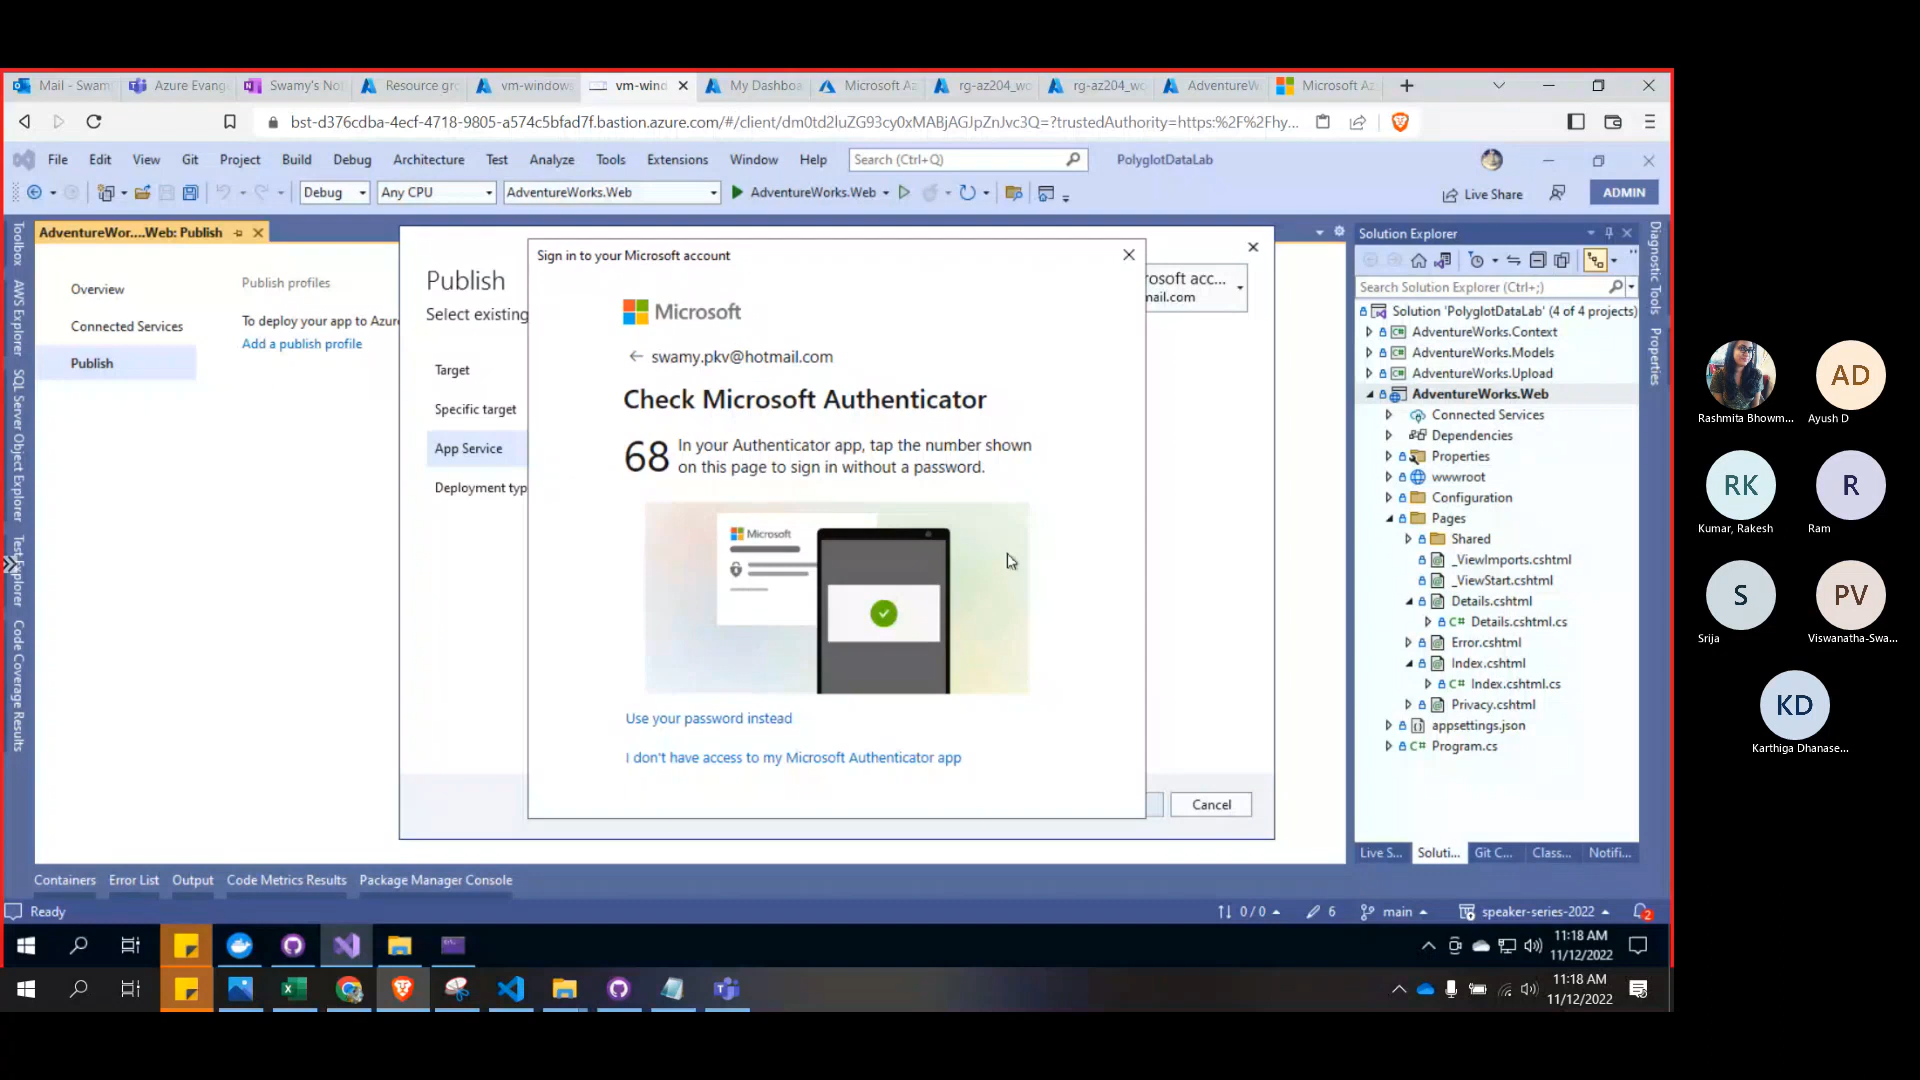 Mail - Swam
Azure Evang
Swamy's No
Resource gr
vm-window
vm-wind
My Dashbo
Microsoft A
rg-az204_wo
rg-az204_wo
AdventureW
Microsoft A
bst-d376cdba-4ecf-4718-9805-a574c5bfad7f.bastion.azure.com/#/client/dm0td2luZG93cy0xMABjAGJpZnJvc3Q=?trustedAuthority=https:%2F%2Fhy...
File Edit View Git Project Build Debug Architecture Test Analyze Tools Extensions Window Help Search (Ctrl+Q) PolyglotDataLab
Debug Any CPU AdventureWorks.Web AdventureWorks.Web Live Share ADMIN
Toolbox
AWS Explorer
SQL Server Object Explorer
Test Explorer
Code Coverage Results
AdventureWor....Web: Publish
Overview
Connected Services
Publish
Publish profiles
To deploy your app to Azur
Add a publish profile
Publish
Select existing
Target
Specific target
App Service
Deployment typ
rosoft acc...
mail.com
Cancel
Sign in to your Microsoft account
Microsoft
swamy.pkv@hotmail.com
Check Microsoft Authenticator
68
In your Authenticator app, tap the number shown
on this page to sign in without a password.
Microsoft
Use your password instead
I don't have access to my Microsoft Authenticator app
Solution Explorer
Search Solution Explorer (Ctrl+;)
Solution 'PolyglotDataLab' (4 of 4 projects)
AdventureWorks.Context
AdventureWorks.Models
AdventureWorks.Upload
AdventureWorks.Web
Connected Services
Dependencies
Properties
wwwroot
Configuration
Pages
Shared
_ViewImports.cshtml
_ViewStart.cshtml
Details.cshtml
C# Details.cshtml.cs
Error.cshtml
Index.cshtml
C# Index.cshtml.cs
Privacy.cshtml
appsettings.json
C# Program.cs
Live S... Soluti... Git C... Class... Notifi...
Diagnostic Tools
Properties
Containers Error List Output Code Metrics Results Package Manager Console
Ready
0 / 0 6 main speaker-series-2022 2
11:18 AM
11/12/2022
11:18 AM
11/12/2022
Rashmita Bhowm...
AD
Ayush D
RK
Kumar, Rakesh
R
Ram
S
Srija
PV
Viswanatha-Swa...
KD
Karthiga Dhanase...